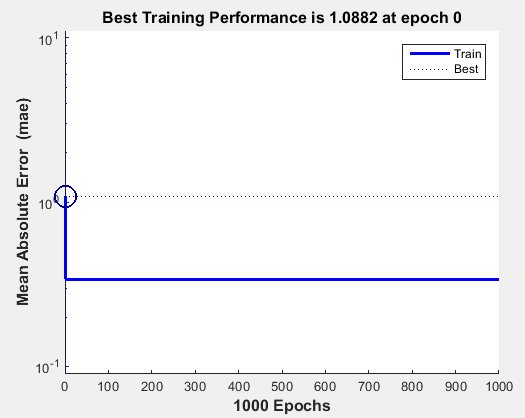 Best Training Performance is 1.0882 at epoch 0
Train
Best
Mean Absolute Error (mae)
10^1
10^0
10^-1
0 100 200 300 400 500 600 700 800 900 1000
1000 Epochs